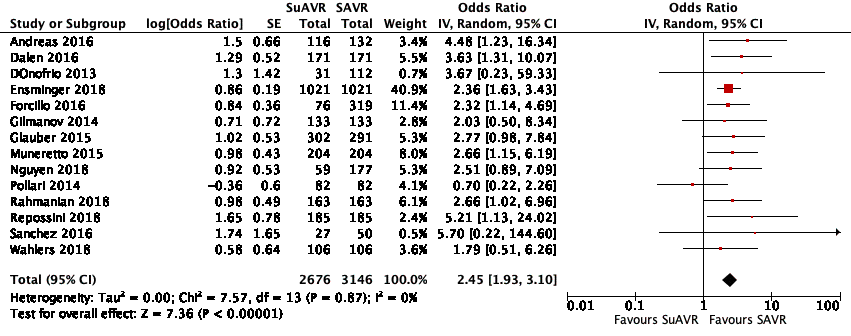 SuAVR SAVR Odds Ratio Odds Ratio
Study or Subgroup log[Odds Ratio] SE Total Total Weight IV, Random, 95% CI IV, Random, 95% CI
Andreas 2016 1.5 0.66 116 132 3.4% 4.48 [1.23, 16.34]
Dalen 2016 1.29 0.52 171 171 5.5% 3.63 [1.31, 10.07]
DOnofrio 2013 1.3 1.42 31 112 0.7% 3.67 [0.23, 59.33]
Ensminger 2018 0.86 0.19 1021 1021 40.9% 2.36 [1.63, 3.43]
Forcillo 2016 0.84 0.36 76 319 11.4% 2.32 [1.14, 4.69]
Gilmanov 2014 0.71 0.72 133 133 2.8% 2.03 [0.50, 8.34]
Glauber 2015 1.02 0.53 302 291 5.3% 2.77 [0.98, 7.84]
Muneretto 2015 0.98 0.43 204 204 8.0% 2.66 [1.15, 6.19]
Nguyen 2018 0.92 0.53 59 177 5.3% 2.51 [0.89, 7.09]
Pollari 2014 −0.36 0.6 82 82 4.1% 0.70 [0.22, 2.26]
Rahmanian 2018 0.98 0.49 163 163 6.2% 2.66 [1.02, 6.96]
Repossini 2018 1.65 0.78 185 185 2.4% 5.21 [1.13, 24.02]
Sanchez 2016 1.74 1.65 27 50 0.5% 5.70 [0.22, 144.60]
Wahlers 2018 0.58 0.64 106 106 3.6% 1.79 [0.51, 6.26]
Total (95% CI) 2676 3146 100.0% 2.45 [1.93, 3.10]
Heterogeneity: Tau² = 0.00; Chi² = 7.57, df = 13 (P = 0.87); I² = 0%
Test for overall effect: Z = 7.36 (P < 0.00001)
0.01 0.1 1 10 100
Favours SuAVR Favours SAVR